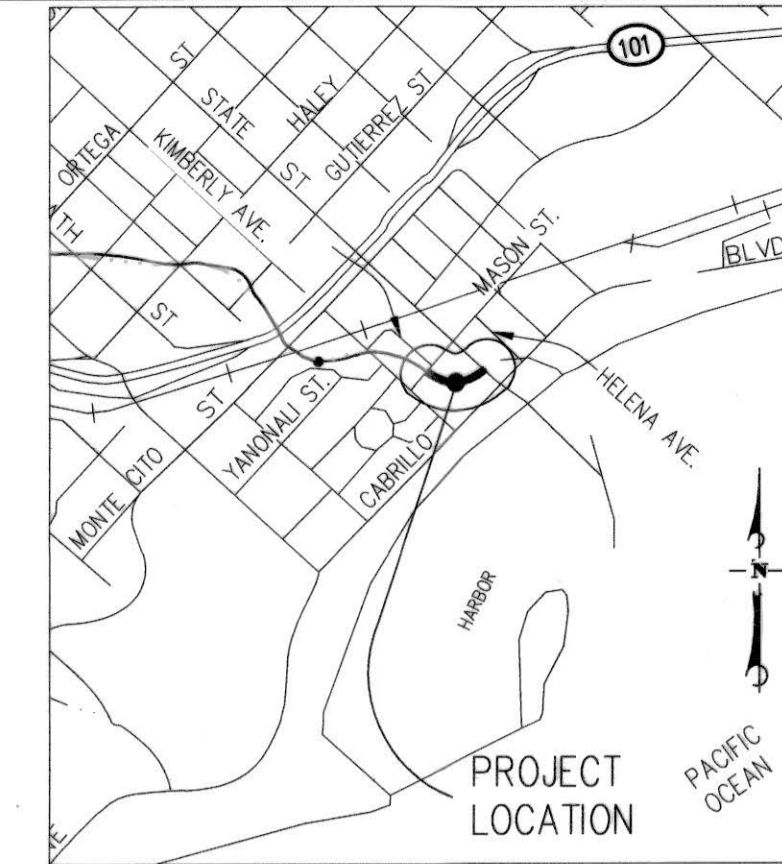 101
ST
STATE
ST
HALEY
GUTIERREZ ST
ORTEGA
KIMBERLY AVE.
ST
MASON ST.
BLVD
HELENA AVE.
ST
YANONALI ST.
MONTE CITO
CABRILLO
HARBOR
N
PROJECT
LOCATION
PACIFIC
OCEAN